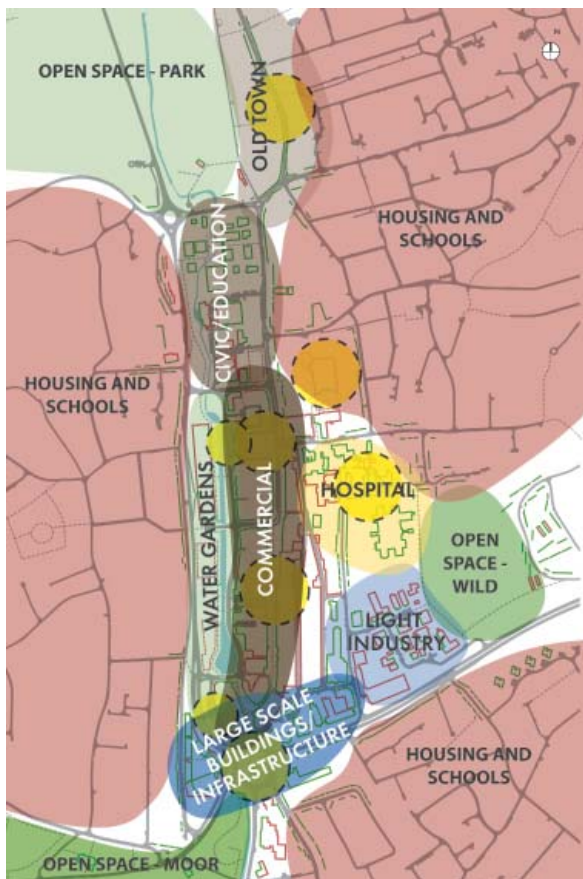 OPEN SPACE - PARK
OLD TOWN
HOUSING AND
SCHOOLS
CIVIC/EDUCATION
HOUSING AND
SCHOOLS
WATER GARDENS
COMMERCIAL
HOSPITAL
OPEN
SPACE -
WILD
LIGHT
INDUSTRY
LARGE SCALE
BUILDINGS/
INFRASTRUCTURE
HOUSING AND
SCHOOLS
OPEN SPACE - MOOR